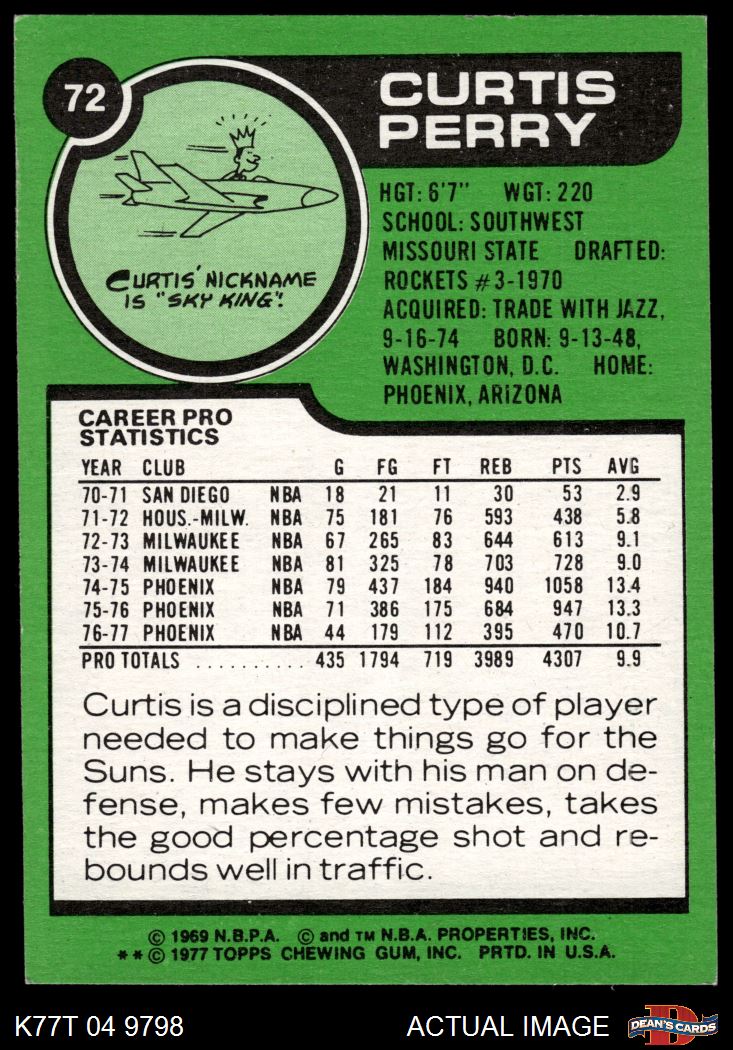 72
CURTIS
PERRY
CURTIS' NICKNAME
IS "SKY KING"!
HGT: 6'7" WGT: 220
SCHOOL: SOUTHWEST
MISSOURI STATE DRAFTED:
ROCKETS #3-1970
ACQUIRED: TRADE WITH JAZZ,
9-16-74 BORN: 9-13-48,
WASHINGTON, D.C. HOME:
PHOENIX, ARIZONA
CAREER PRO
STATISTICS
YEAR CLUB G FG FT REB PTS AVG
70-71 SAN DIEGO NBA 18 21 11 30 53 2.9
71-72 HOUS.-MILW. NBA 75 181 76 593 438 5.8
72-73 MILWAUKEE NBA 67 265 83 644 613 9.1
73-74 MILWAUKEE NBA 81 325 78 703 728 9.0
74-75 PHOENIX NBA 79 437 184 940 1058 13.4
75-76 PHOENIX NBA 71 386 175 684 947 13.3
76-77 PHOENIX NBA 44 179 112 395 470 10.7
PRO TOTALS .......... 435 1794 719 3989 4307 9.9
Curtis is a disciplined type of player
needed to make things go for the
Suns. He stays with his man on de-
fense, makes few mistakes, takes
the good percentage shot and re-
bounds well in traffic.
© 1969 N.B.P.A. © and TM N.B.A. PROPERTIES, INC.
**© 1977 TOPPS CHEWING GUM, INC. PRTD. IN U.S.A.
K77T 04 9798 ACTUAL IMAGE D DEAN'S CARDS